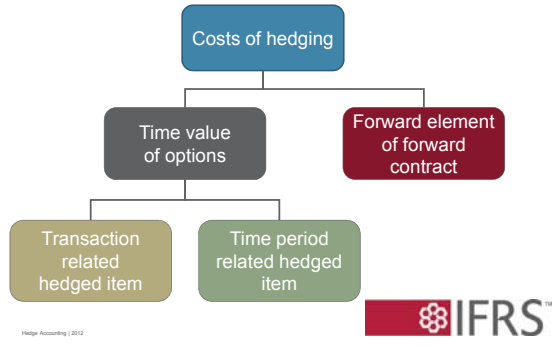 Costs of hedging
Time value
of options
Forward element
of forward
contract
Transaction
related
hedged item
Time period
related hedged
item
Hedge Accounting | 2012
IFRS™